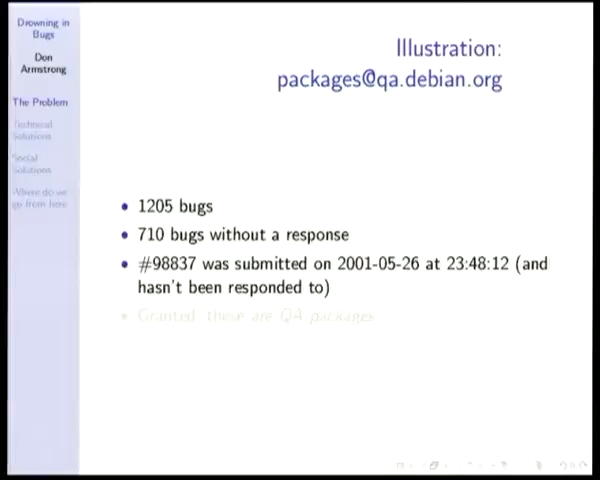 Drowning in
Bugs
Don
Armstrong
The Problem
Technical
Solutions
Social
Solutions
Where do we
go from here
Illustration:
packages@qa.debian.org
• 1205 bugs
• 710 bugs without a response
• #98837 was submitted on 2001-05-26 at 23:48:12 (and
hasn't been responded to)
• Granted, these are QA packages